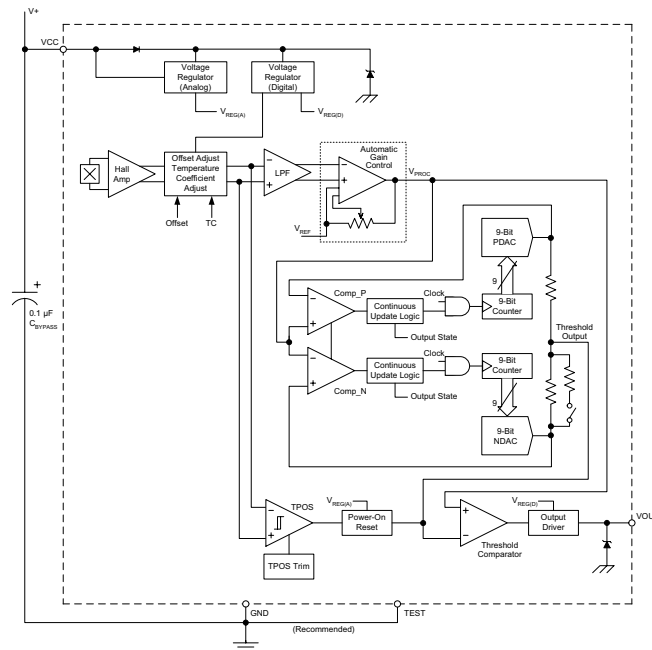 V+
VCC
Voltage
Regulator
(Analog)
Voltage
Regulator
(Digital)
VREG(A)
VREG(D)
Hall
Amp
Offset Adjust
Temperature
Coefficient
Adjust
Offset
TC
−
+
LPF
Automatic
Gain
Control
−
+
VREF
VPROC
+
0.1 µF
CBYPASS
9-Bit
PDAC
9
9-Bit
Counter
Comp_P
−
+
Continuous
Update Logic
Clock
Output State
Threshold
Output
−
+
Comp_N
Continuous
Update Logic
Clock
Output State
9-Bit
Counter
9
9-Bit
NDAC
TPOS
−
+
TPOS Trim
VREG(A)
Power-On
Reset
+
−
Threshold
Comparator
VREG(D)
Output
Driver
VOU
GND
TEST
(Recommended)